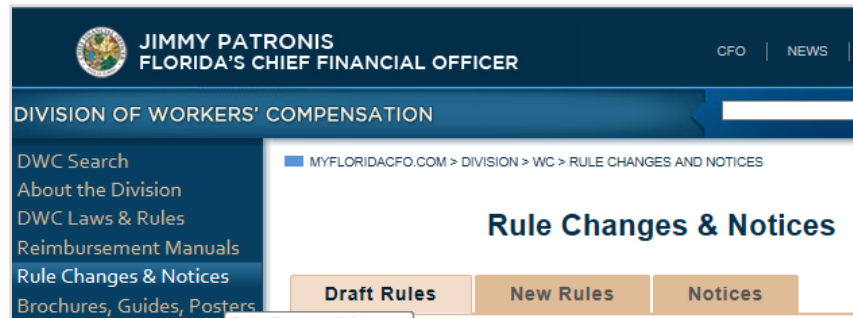 JIMMY PATRONIS
FLORIDA'S CHIEF FINANCIAL OFFICER
CFO | NEWS |
DIVISION OF WORKERS' COMPENSATION
DWC Search
About the Division
DWC Laws & Rules
Reimbursement Manuals
Rule Changes & Notices
Brochures, Guides, Posters
MYFLORIDACFO.COM > DIVISION > WC > RULE CHANGES AND NOTICES
Rule Changes & Notices
Draft Rules
New Rules
Notices